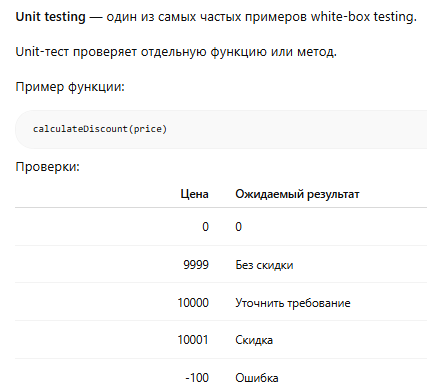 Unit testing — один из самых частых примеров white-box testing.
Unit-тест проверяет отдельную функцию или метод.
Пример функции:
calculateDiscount(price)
Проверки:
Цена Ожидаемый результат
0 0
9999 Без скидки
10000 Уточнить требование
10001 Скидка
-100 Ошибка